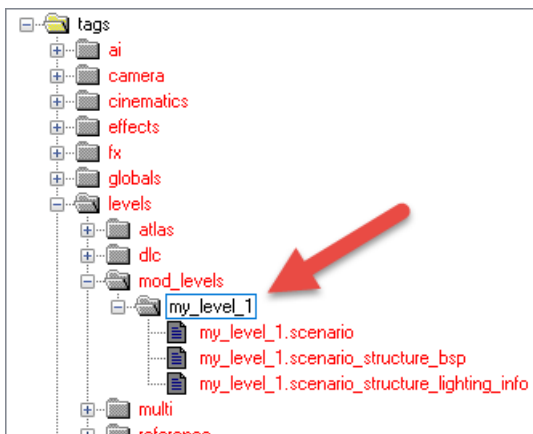 tags
ai
camera
cinematics
effects
fx
globals
levels
atlas
dlc
mod_levels
my_level_1
my_level_1.scenario
my_level_1.scenario_structure_bsp
my_level_1.scenario_structure_lighting_info
multi
reference